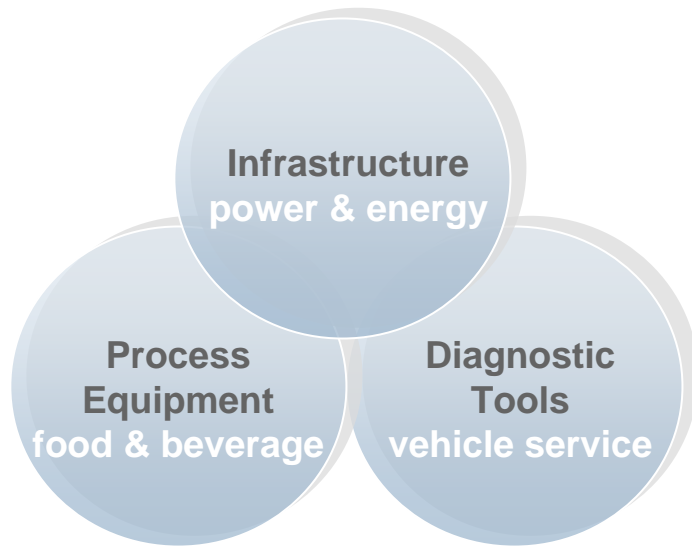 Infrastructure
power & energy
Process
Equipment
food & beverage
Diagnostic
Tools
vehicle service